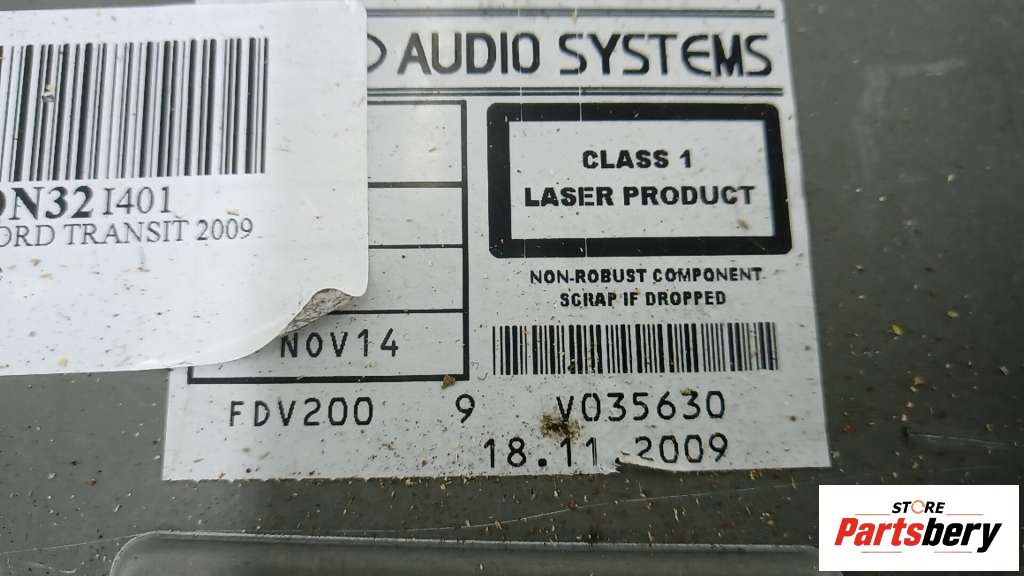 AUDIO SYSTEMS
N32 I401
ORD TRANSIT 2009
CLASS 1
LASER PRODUCT
NON-ROBUST COMPONENT
SCRAP IF DROPPED
NOV14
FDV200 9 V035630
18.11.2009
STORE
Partsbery